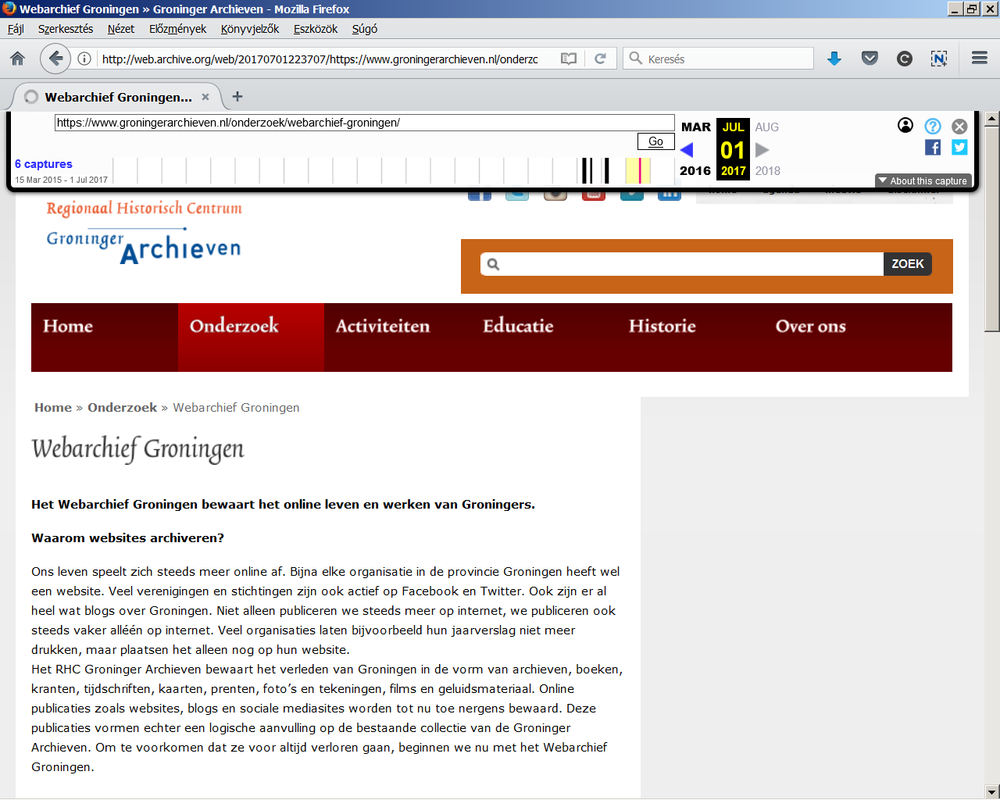 Webarchief Groningen » Groninger Archieven - Mozilla Firefox
Fájl Szerkesztés Nézet Előzmények Könyvjelzők Eszközök Súgó
http://web.archive.org/web/20170701223707/https://www.groningerarchieven.nl/onderzo
Keresés
Webarchief Groningen...
https://www.groningerarchieven.nl/onderzoek/webarchief-groningen/
Go
MAR JUL AUG
01
2016 2017 2018
6 captures
15 Mar 2015 - 1 Jul 2017
About this capture
Regionaal Historisch Centrum
Groninger Archieven
ZOEK
Home Onderzoek Activiteiten Educatie Historie Over ons
Home » Onderzoek » Webarchief Groningen
Webarchief Groningen
Het Webarchief Groningen bewaart het online leven en werken van Groningers.
Waarom websites archiveren?
Ons leven speelt zich steeds meer online af. Bijna elke organisatie in de provincie Groningen heeft wel
een website. Veel verenigingen en stichtingen zijn ook actief op Facebook en Twitter. Ook zijn er al
heel wat blogs over Groningen. Niet alleen publiceren we steeds meer op internet, we publiceren ook
steeds vaker alléén op internet. Veel organisaties laten bijvoorbeeld hun jaarverslag niet meer
drukken, maar plaatsen het alleen nog op hun website.
Het RHC Groninger Archieven bewaart het verleden van Groningen in de vorm van archieven, boeken,
kranten, tijdschriften, kaarten, prenten, foto’s en tekeningen, films en geluidsmateriaal. Online
publicaties zoals websites, blogs en sociale mediasites worden tot nu toe nergens bewaard. Deze
publicaties vormen echter een logische aanvulling op de bestaande collectie van de Groninger
Archieven. Om te voorkomen dat ze voor altijd verloren gaan, beginnen we nu met het Webarchief
Groningen.